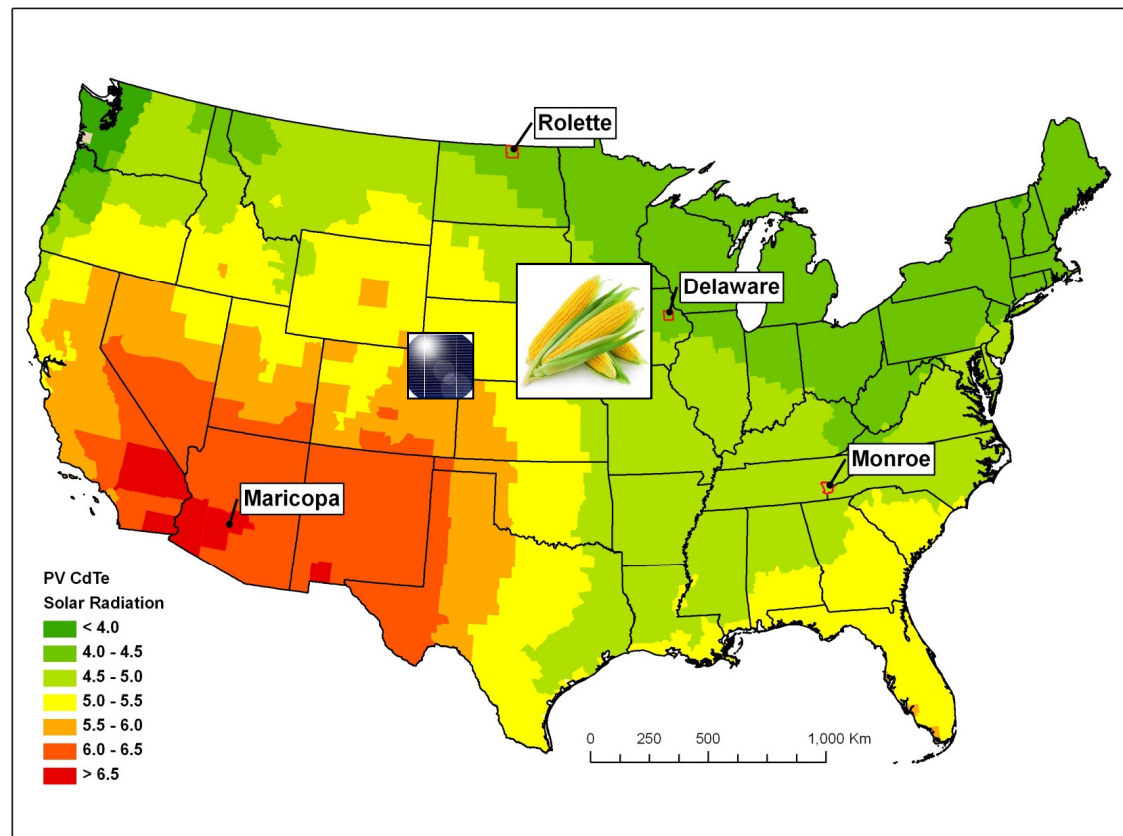 Rolette
Delaware
Monroe
Maricopa
PV CdTe
Solar Radiation
< 4.0
4.0 - 4.5
4.5 - 5.0
5.0 - 5.5
5.5 - 6.0
6.0 - 6.5
> 6.5
0 250 500 1,000 Km